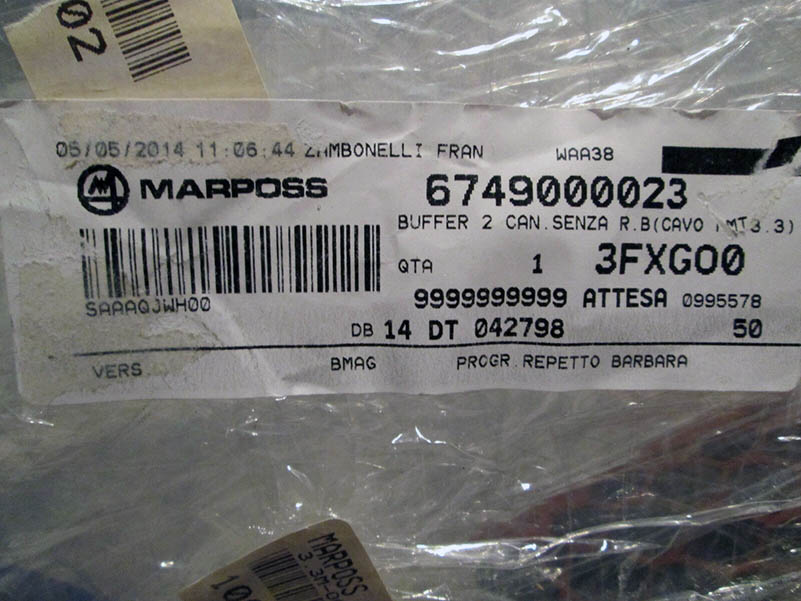 02
05/05/2014 11:06:44 ZAMBONELLI FRAN WAA38
MARPOSS 6749000023
BUFFER 2 CAN.SENZA R.B(CAVO MT3.3)
QTA 1 3FXG00
SAAAQJWH00
9999999999 ATTESA 0995578
DB 14 DT 042798 50
VERS BMAG PROGR.REPETTO BARBARA
MARPOSS